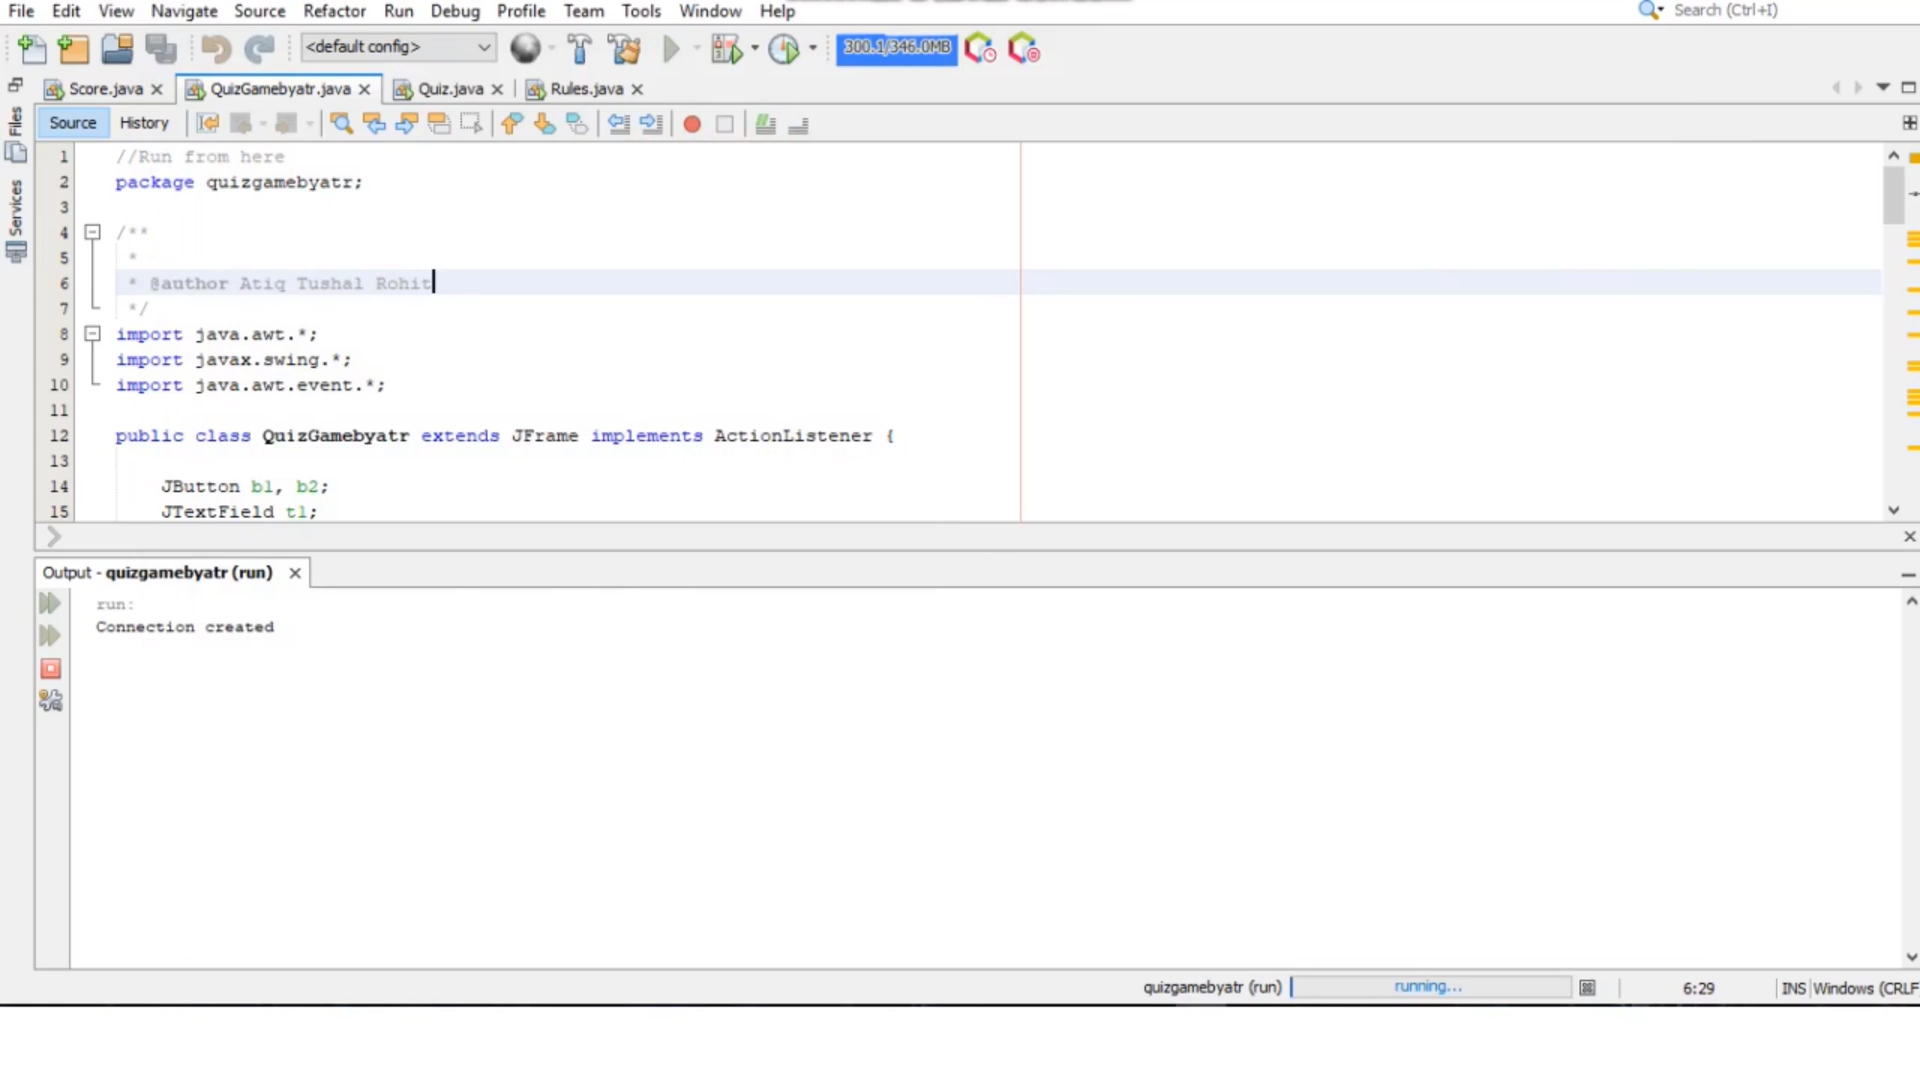 File Edit View Navigate Source Refactor Run Debug Profile Team Tools Window Help Search (Ctrl+I)
<default config> 300.1/346.0MB
Score.java QuizGamebyatr.java Quiz.java Rules.java
Source History
Files
Services
1 //Run from here
2 package quizgamebyatr;
3
4 /**
5 *
6 * @author Atiq Tushal Rohit
7 */
8 import java.awt.*;
9 import javax.swing.*;
10 import java.awt.event.*;
11
12 public class QuizGamebyatr extends JFrame implements ActionListener {
13
14 JButton b1, b2;
15 JTextField t1;
Output - quizgamebyatr (run)
run:
Connection created
quizgamebyatr (run) running... 6:29 INS Windows (CRLF